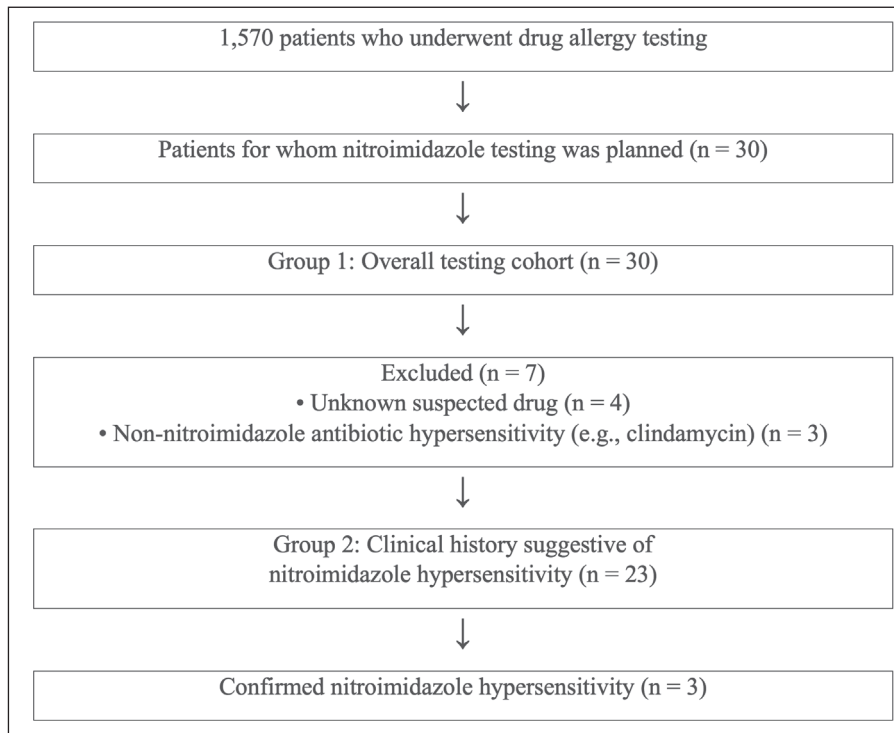 1,570 patients who underwent drug allergy testing
↓
Patients for whom nitroimidazole testing was planned (n = 30)
↓
Group 1: Overall testing cohort (n = 30)
↓
Excluded (n = 7)
• Unknown suspected drug (n = 4)
• Non-nitroimidazole antibiotic hypersensitivity (e.g., clindamycin) (n = 3)
↓
Group 2: Clinical history suggestive of
nitroimidazole hypersensitivity (n = 23)
↓
Confirmed nitroimidazole hypersensitivity (n = 3)